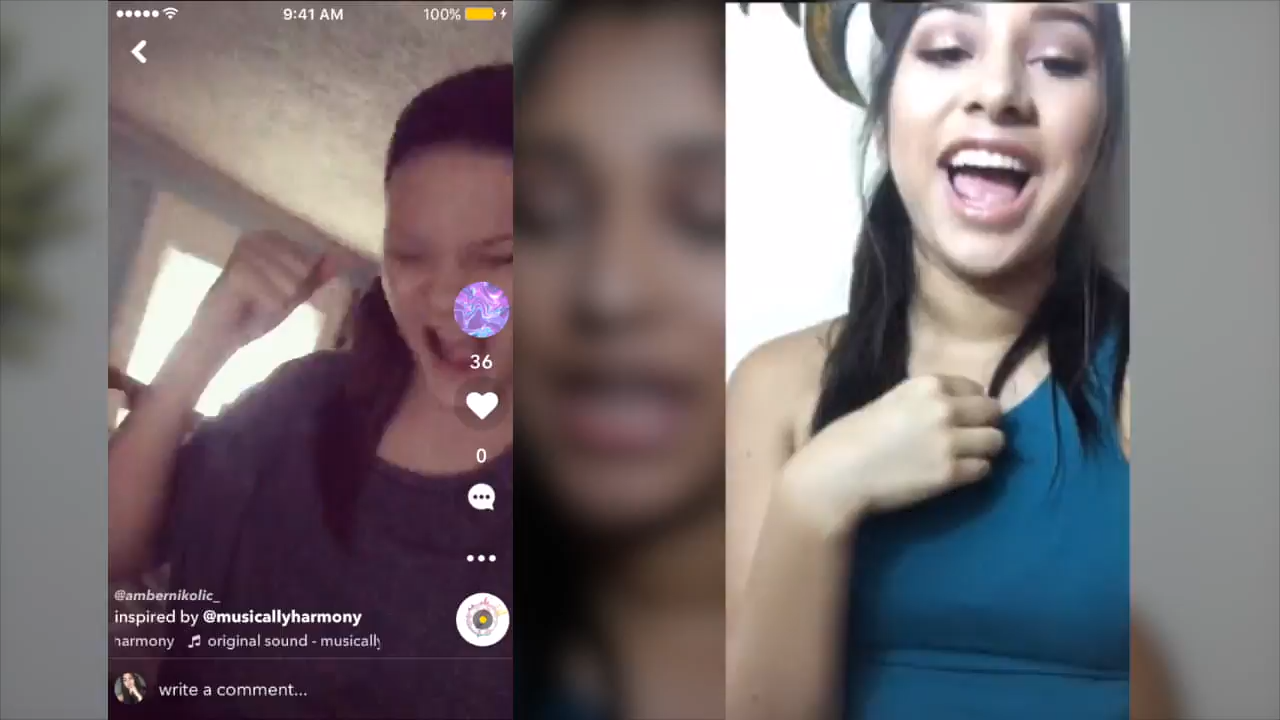 9:41 AM
100%
36
0
@ambernikolic_
inspired by @musicallyharmony
harmony original sound - musically
write a comment...